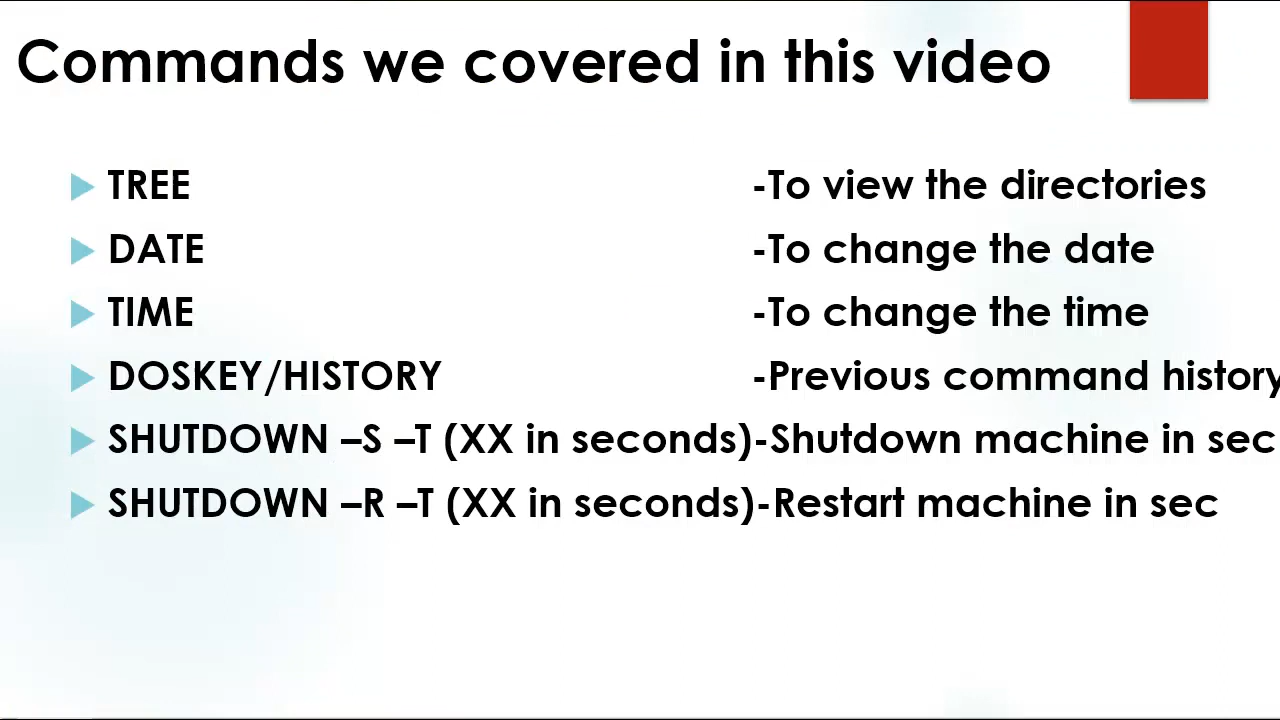 Commands we covered in this video
TREE -To view the directories
DATE -To change the date
TIME -To change the time
DOSKEY/HISTORY -Previous command history
SHUTDOWN –S –T (XX in seconds)-Shutdown machine in sec
SHUTDOWN –R –T (XX in seconds)-Restart machine in sec